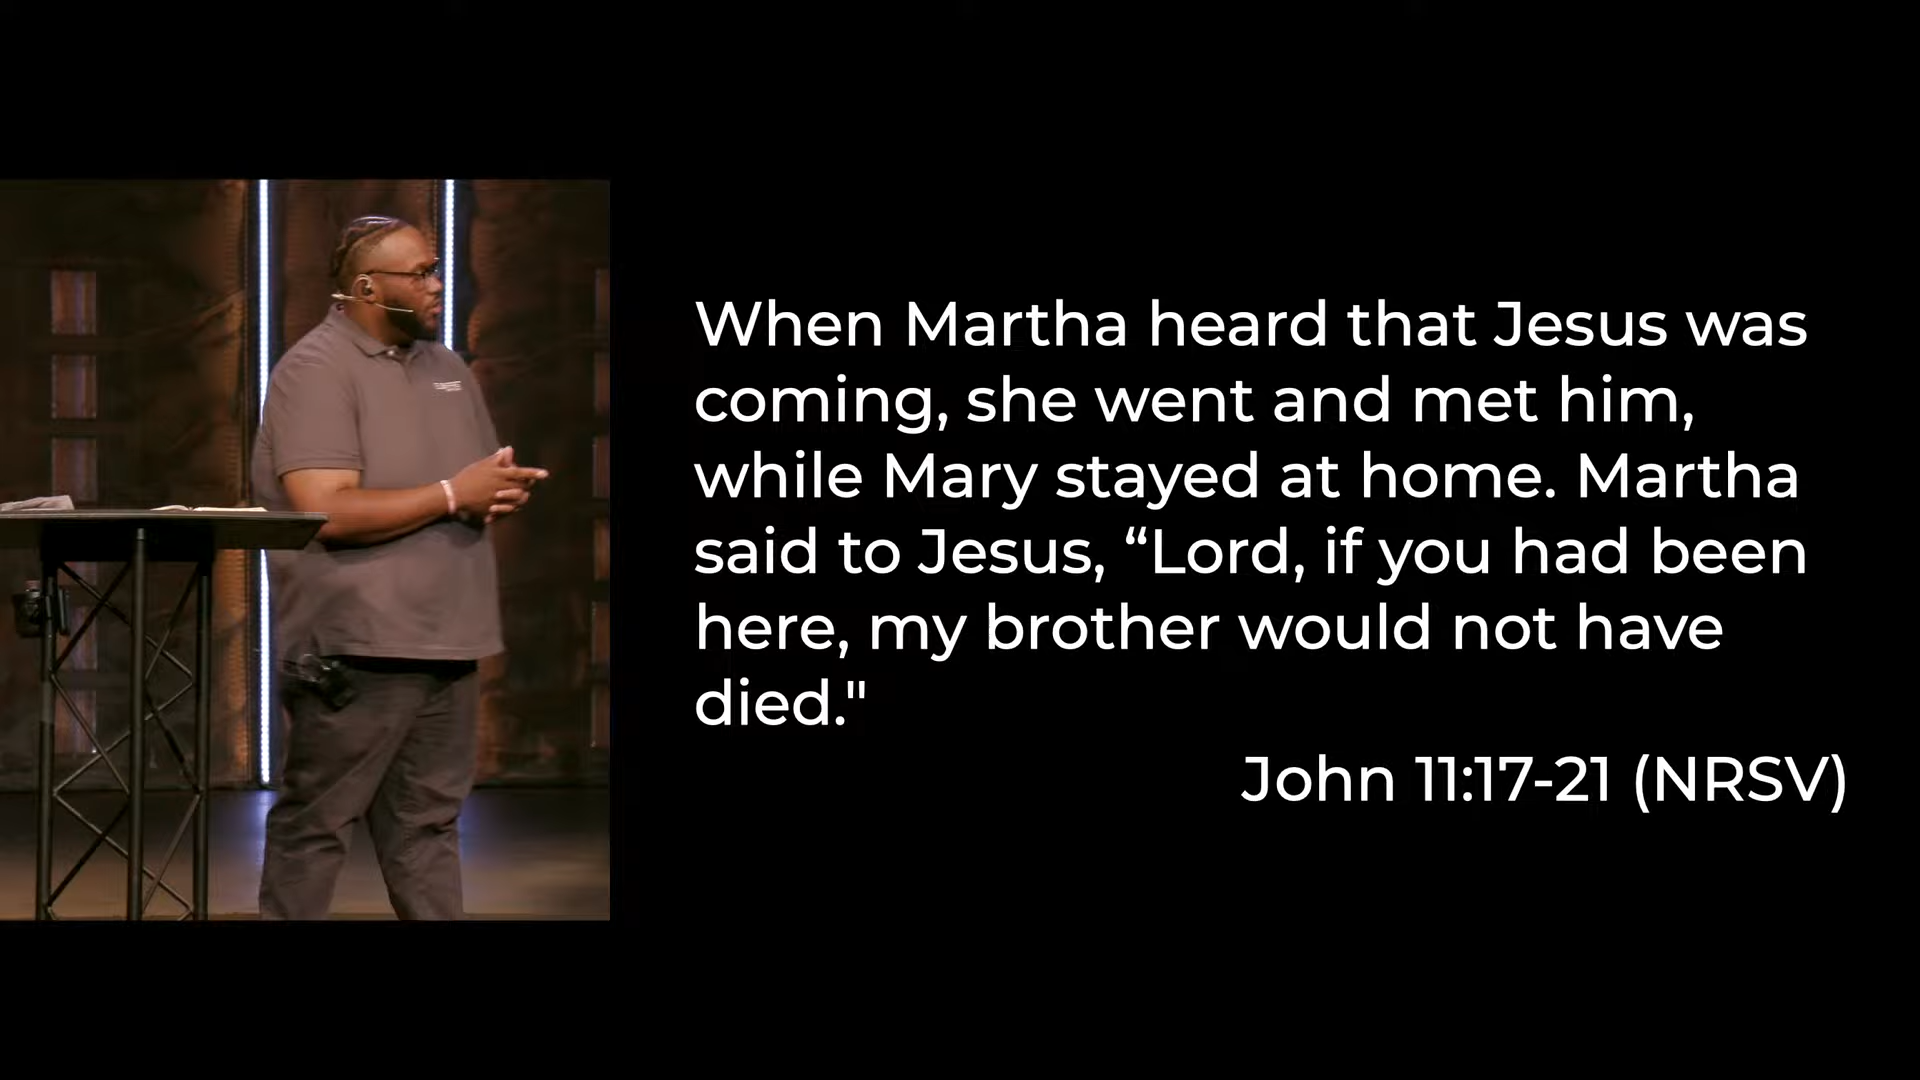 When Martha heard that Jesus was
coming, she went and met him,
while Mary stayed at home. Martha
said to Jesus, “Lord, if you had been
here, my brother would not have
died."
John 11:17-21 (NRSV)